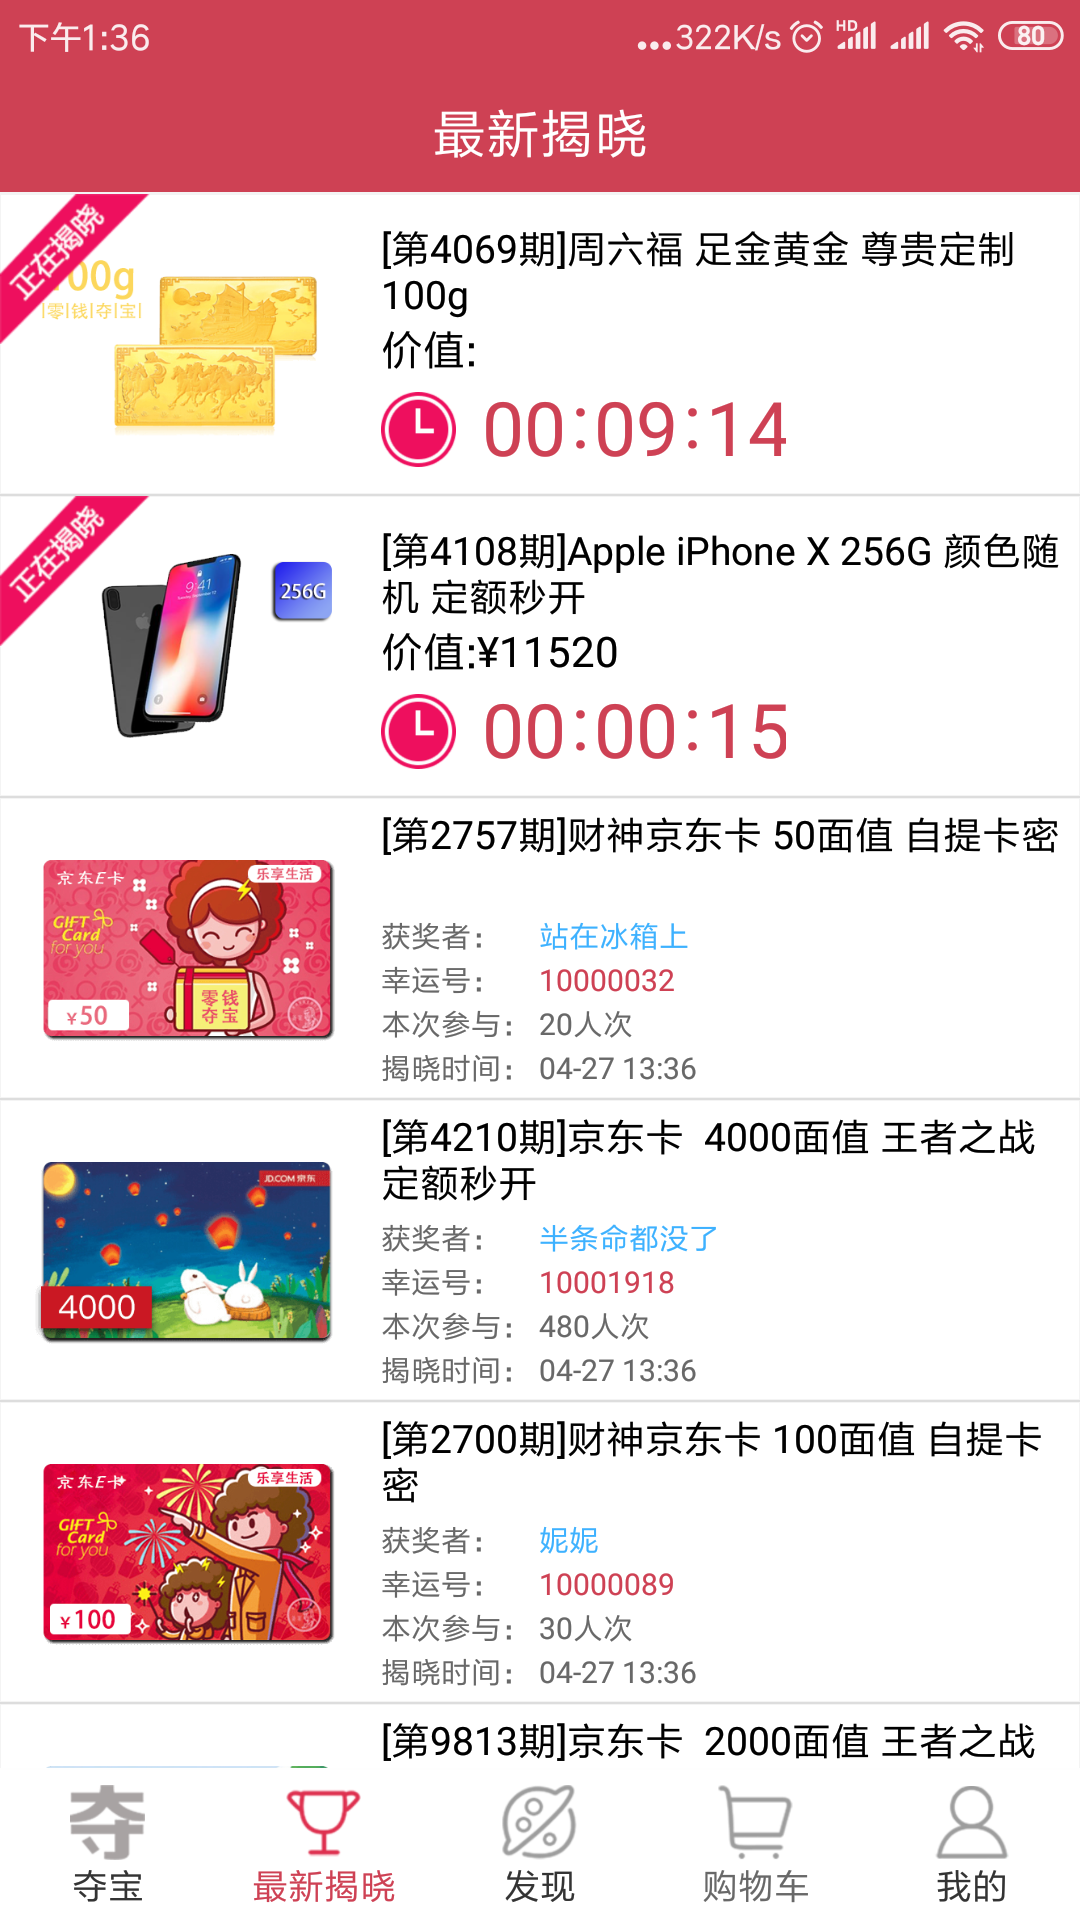 下午1:36
...322K/s HD 80
最新揭晓
正在揭晓
00g
|零|钱|夺|宝|
[第4069期]周六福 足金黄金 尊贵定制
100g
价值:
00:09:14
正在揭晓
9:41
256G
[第4108期]Apple iPhone X 256G 颜色随
机 定额秒开
价值:¥11520
00:00:15
京东E卡
乐享生活
GIFT
Card
for you
零钱
夺宝
¥50
[第2757期]财神京东卡 50面值 自提卡密
获奖者： 站在冰箱上
幸运号： 10000032
本次参与： 20人次
揭晓时间： 04-27 13:36
JD.COM 京东
4000
[第4210期]京东卡 4000面值 王者之战
定额秒开
获奖者： 半条命都没了
幸运号： 10001918
本次参与： 480人次
揭晓时间： 04-27 13:36
京东E卡
乐享生活
GIFT
Card
for you
¥100
[第2700期]财神京东卡 100面值 自提卡
密
获奖者： 妮妮
幸运号： 10000089
本次参与： 30人次
揭晓时间： 04-27 13:36
[第9813期]京东卡 2000面值 王者之战
夺
夺宝 最新揭晓 发现 购物车 我的